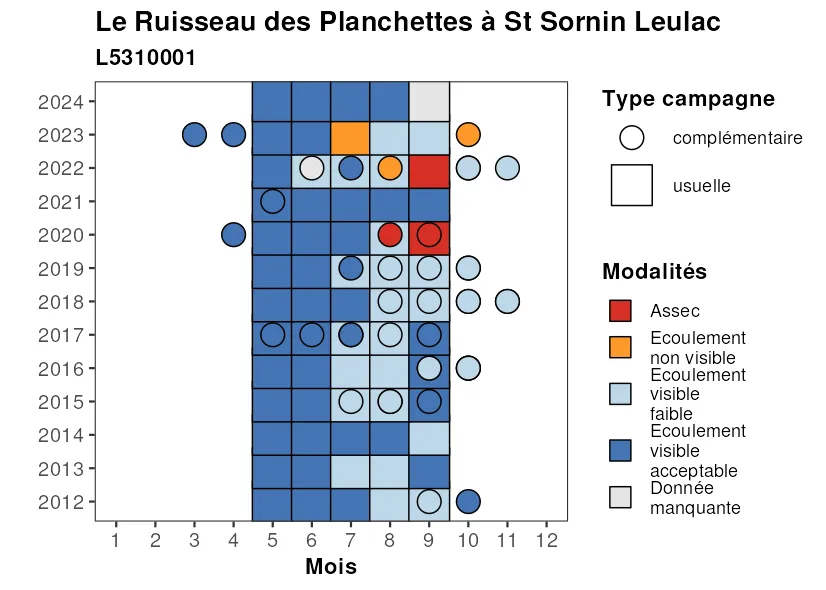 Le Ruisseau des Planchettes à St Sornin Leulac
L5310001
2024
2023
2022
2021
2020
2019
2018
2017
2016
2015
2014
2013
2012
1 2 3 4 5 6 7 8 9 10 11 12
Mois
Type campagne
complémentaire
usuelle
Modalités
Assec
Ecoulement
non visible
Ecoulement
visible
faible
Ecoulement
visible
acceptable
Donnée
manquante